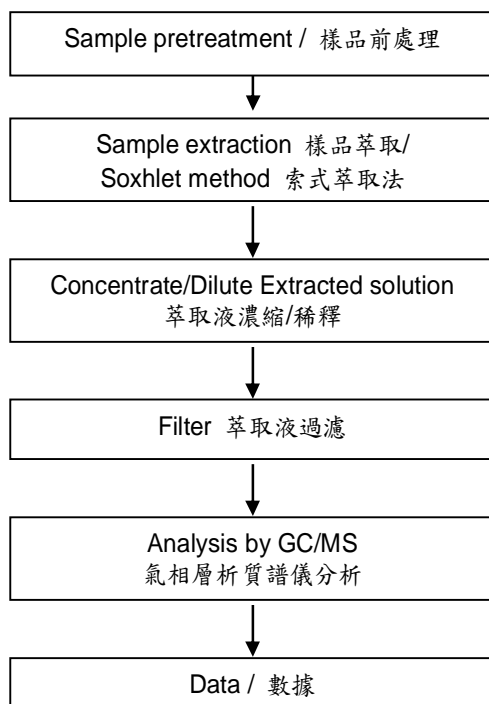 Sample pretreatment / 樣品前處理
Sample extraction 樣品萃取/
Soxhlet method 索式萃取法
Concentrate/Dilute Extracted solution
萃取液濃縮/稀釋
Filter 萃取液過濾
Analysis by GC/MS
氣相層析質譜儀分析
Data / 數據